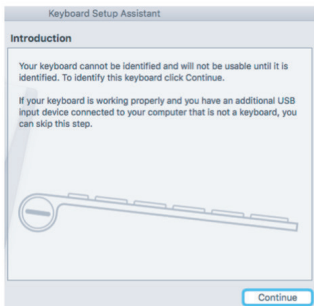 Keyboard Setup Assistant
Introduction
Your keyboard cannot be identified and will not be usable until it is
identified. To identify this keyboard click Continue.
If your keyboard is working properly and you have an additional USB
input device connected to your computer that is not a keyboard, you
can skip this step.
Continue